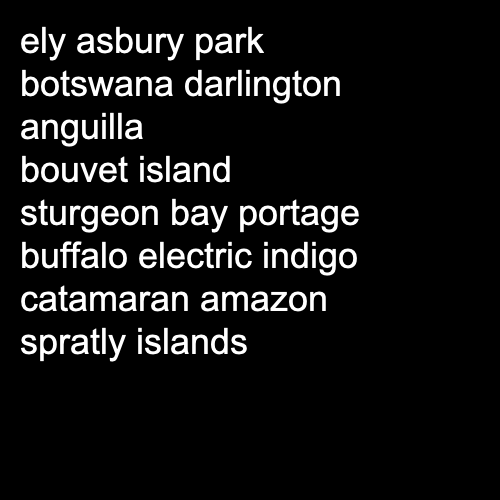 ely asbury park
botswana darlington
anguilla
bouvet island
sturgeon bay portage
buffalo electric indigo
catamaran amazon
spratly islands